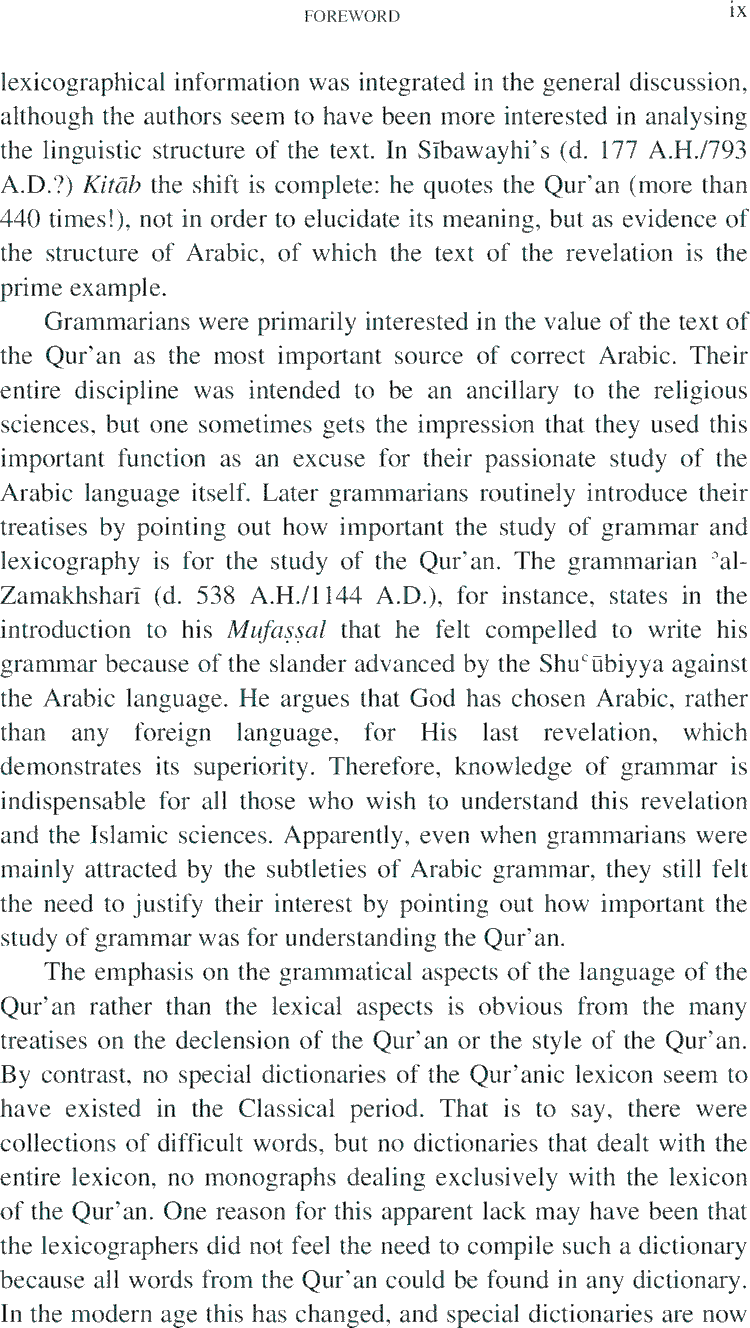 FOREWORD ix
lexicographical information was integrated in the general discussion,
although the authors seem to have been more interested in analysing
the linguistic structure of the text. In Sībawayhi's (d. 177 A.H./793
A.D.?) Kitāb the shift is complete: he quotes the Qur'an (more than
440 times!), not in order to elucidate its meaning, but as evidence of
the structure of Arabic, of which the text of the revelation is the
prime example.
Grammarians were primarily interested in the value of the text of
the Qur'an as the most important source of correct Arabic. Their
entire discipline was intended to be an ancillary to the religious
sciences, but one sometimes gets the impression that they used this
important function as an excuse for their passionate study of the
Arabic language itself. Later grammarians routinely introduce their
treatises by pointing out how important the study of grammar and
lexicography is for the study of the Qur'an. The grammarian ʾal-
Zamakhsharī (d. 538 A.H./1144 A.D.), for instance, states in the
introduction to his Mufaṣṣal that he felt compelled to write his
grammar because of the slander advanced by the Shuʿūbiyya against
the Arabic language. He argues that God has chosen Arabic, rather
than any foreign language, for His last revelation, which
demonstrates its superiority. Therefore, knowledge of grammar is
indispensable for all those who wish to understand this revelation
and the Islamic sciences. Apparently, even when grammarians were
mainly attracted by the subtleties of Arabic grammar, they still felt
the need to justify their interest by pointing out how important the
study of grammar was for understanding the Qur'an.
The emphasis on the grammatical aspects of the language of the
Qur'an rather than the lexical aspects is obvious from the many
treatises on the declension of the Qur'an or the style of the Qur'an.
By contrast, no special dictionaries of the Qur'anic lexicon seem to
have existed in the Classical period. That is to say, there were
collections of difficult words, but no dictionaries that dealt with the
entire lexicon, no monographs dealing exclusively with the lexicon
of the Qur'an. One reason for this apparent lack may have been that
the lexicographers did not feel the need to compile such a dictionary
because all words from the Qur'an could be found in any dictionary.
In the modern age this has changed, and special dictionaries are now